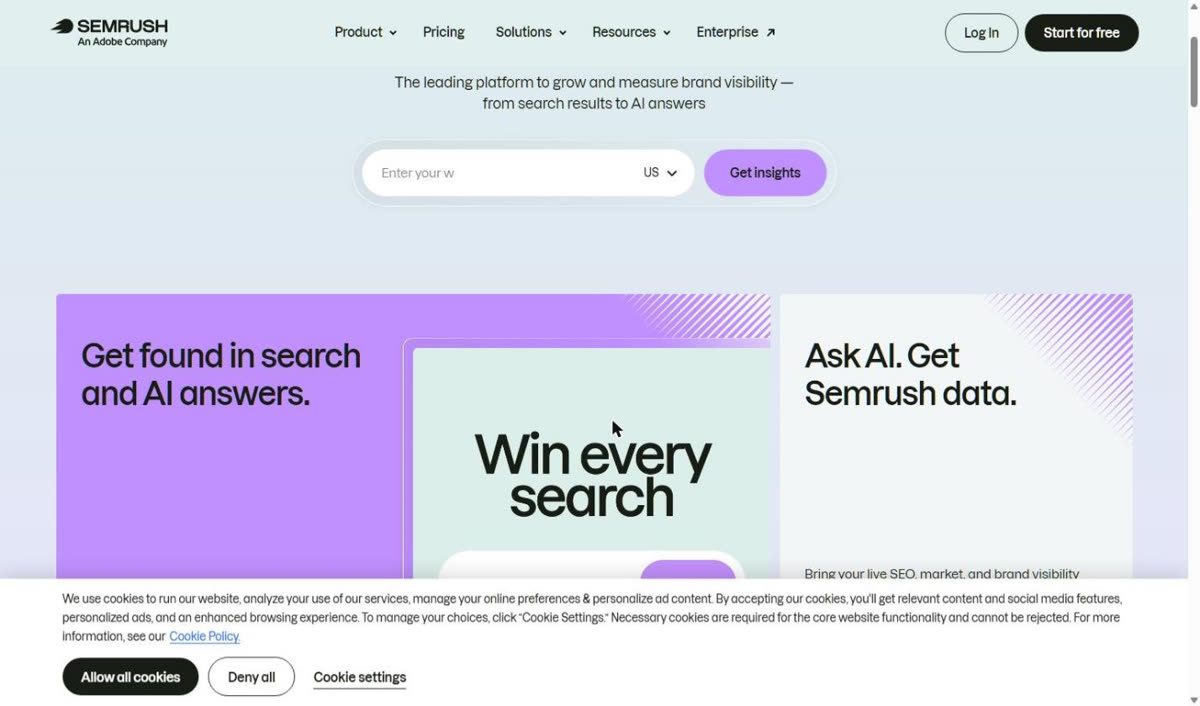 SEMRUSH
An Adobe Company
Product
Pricing
Solutions
Resources
Enterprise
Log In
Start for free
The leading platform to grow and measure brand visibility —
from search results to AI answers
Enter your w
US
Get insights
Get found in search
and AI answers.
Win every
search
Ask AI. Get
Semrush data.
Bring your live SEO, market, and brand visibility
We use cookies to run our website, analyze your use of our services, manage your online preferences & personalize ad content. By accepting our cookies, you'll get relevant content and social media features,
personalized ads, and an enhanced browsing experience. To manage your choices, click “Cookie Settings.” Necessary cookies are required for the core website functionality and cannot be rejected. For more
information, see our Cookie Policy.
Allow all cookies
Deny all
Cookie settings